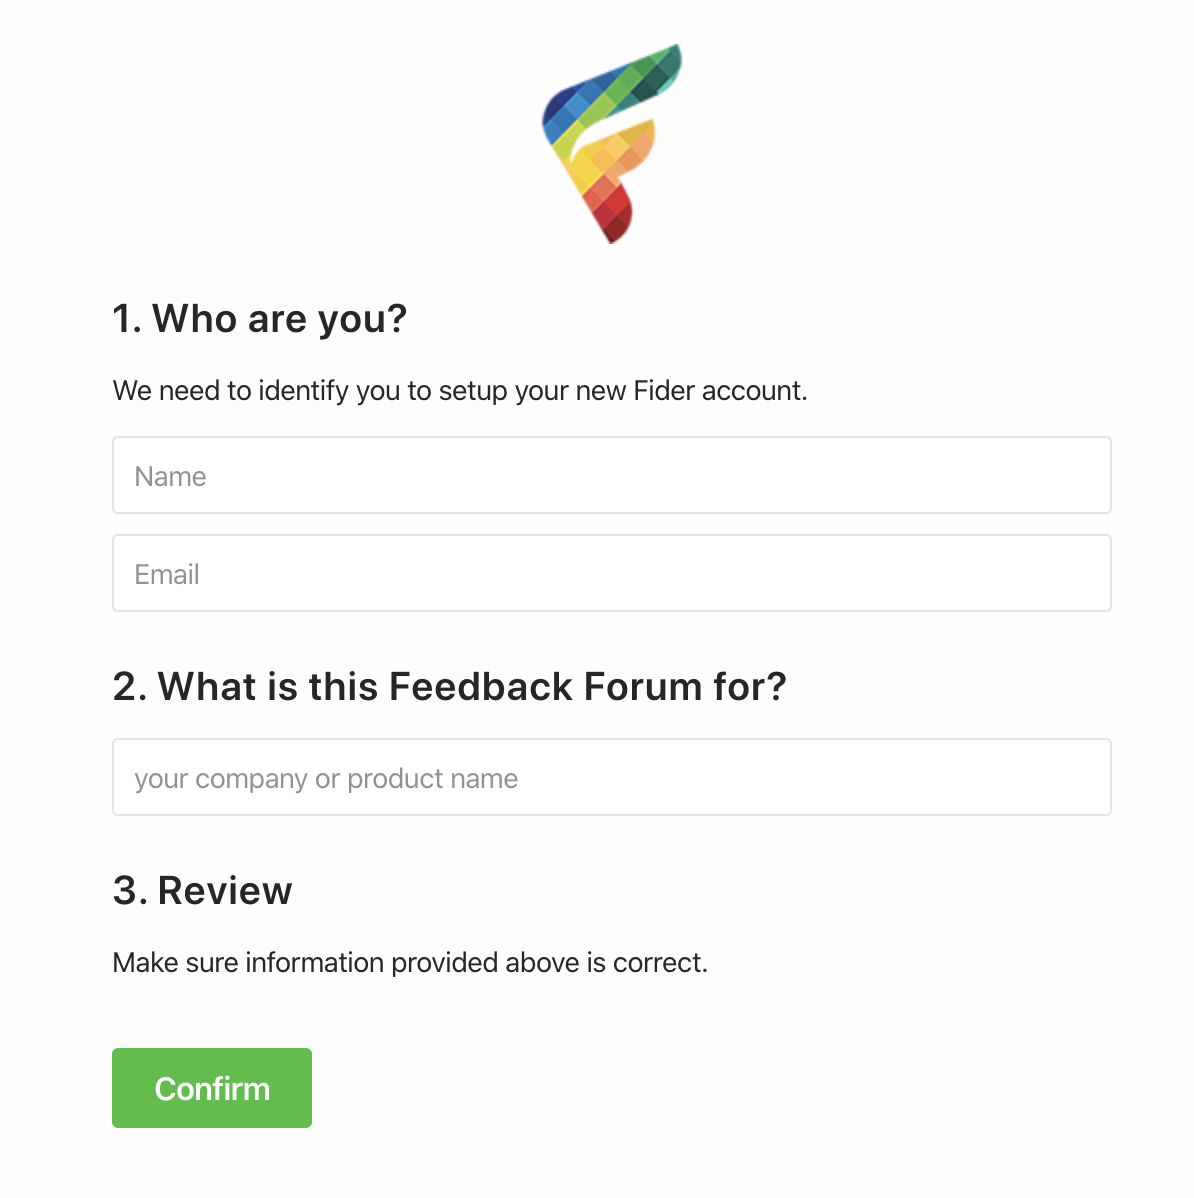 1. Who are you?
We need to identify you to setup your new Fider account.
Name
Email
2. What is this Feedback Forum for?
your company or product name
3. Review
Make sure information provided above is correct.
Confirm